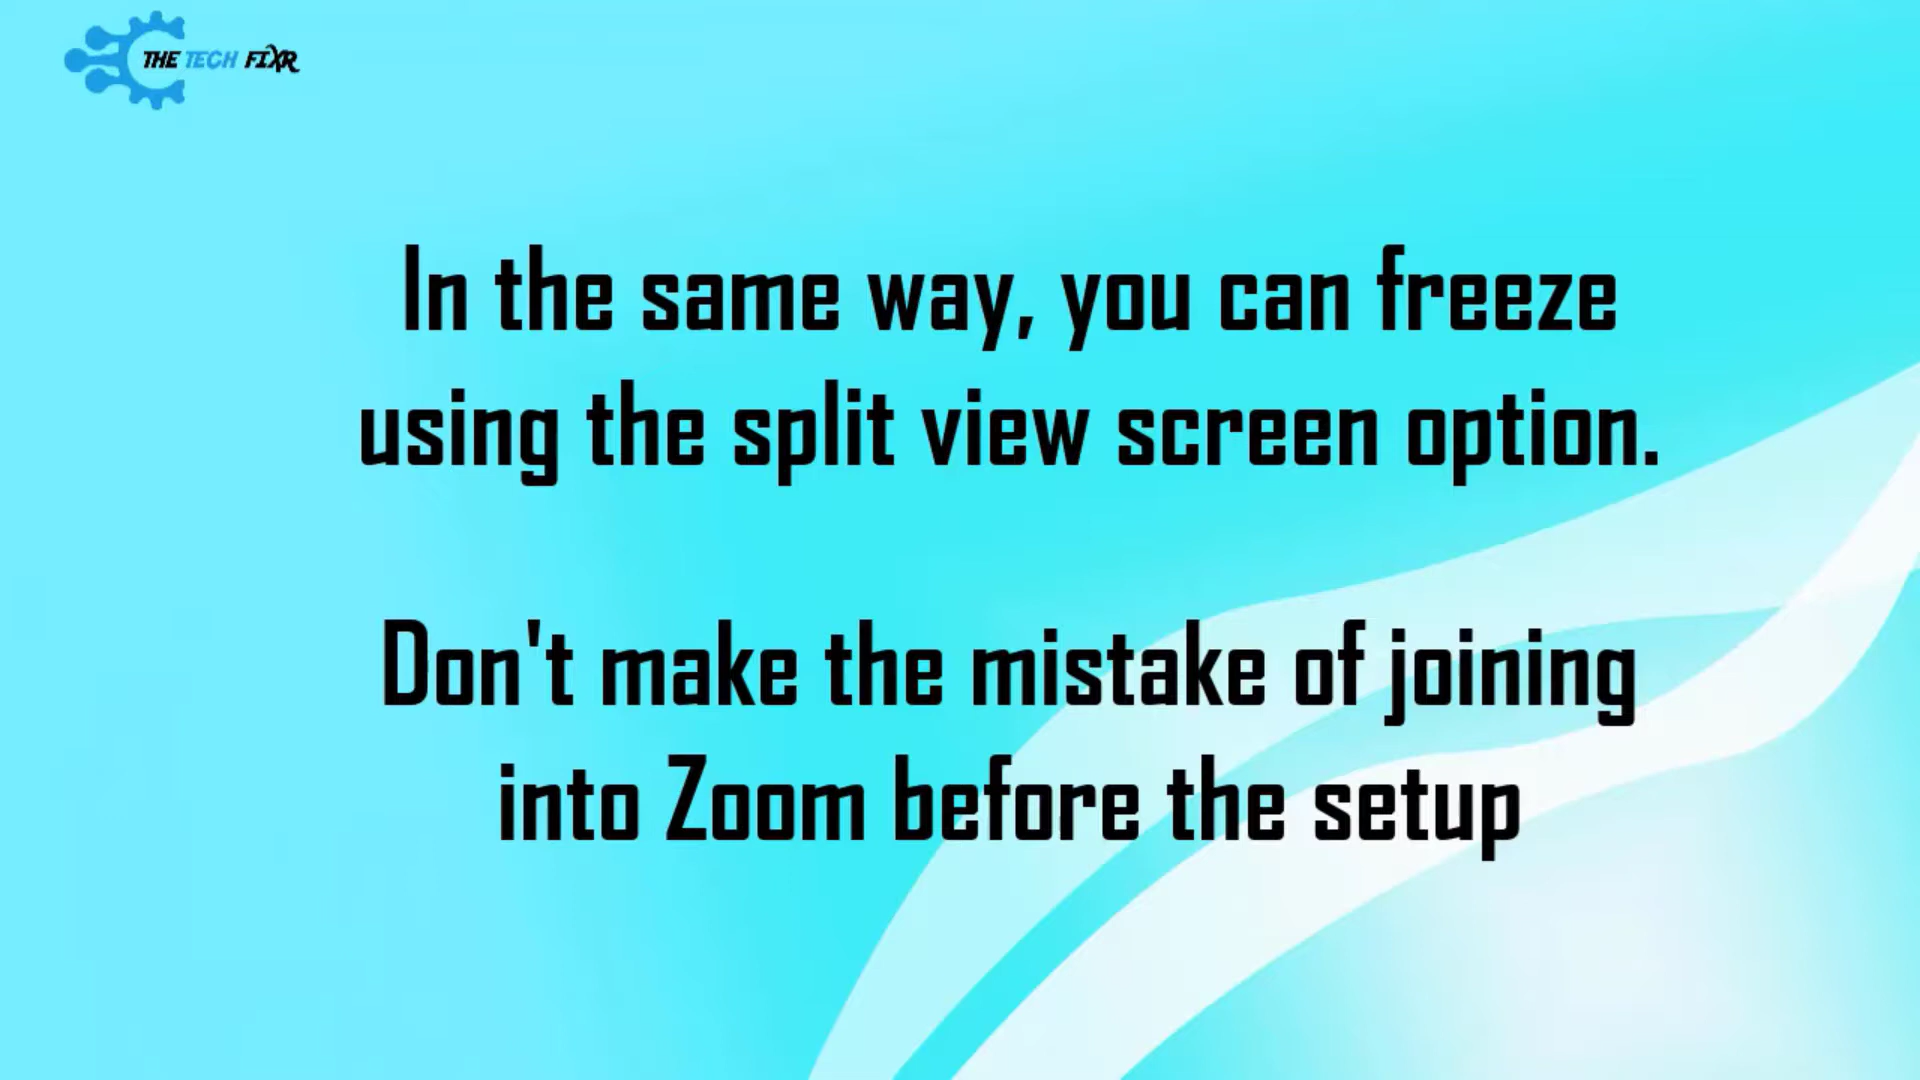 THE TECH FIXR
In the same way, you can freeze
using the split view screen option.
Don't make the mistake of joining
into Zoom before the setup